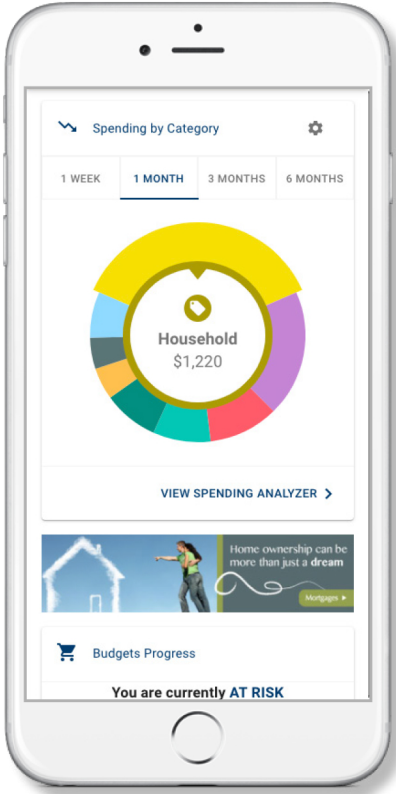 Spending by Category
1 WEEK 1 MONTH 3 MONTHS 6 MONTHS
Household
$1,220
VIEW SPENDING ANALYZER
Home ownership can be
more than just a dream
Mortgages
Budgets Progress
You are currently AT RISK